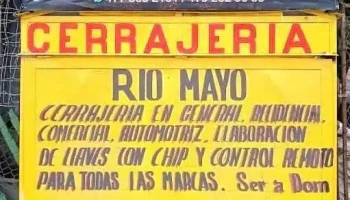 CERRAJERIA
RIO MAYO
CERRAJERIA EN GENERAL, RECIDENCIAL,
COMERCIAL, AUTOMOTRIZ, ELABORACION
DE LLAVES CON CHIP Y CONTROL REMOTO
PARA TODAS LAS MARCAS. Ser a Dom